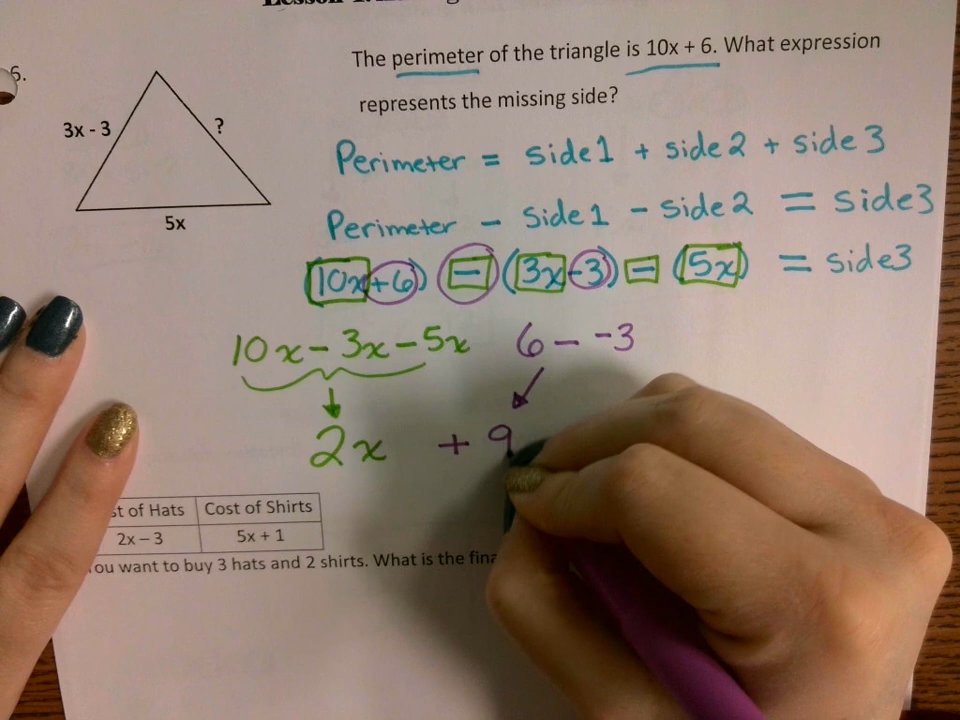 6.
The perimeter of the triangle is 10x + 6. What expression
represents the missing side?
3x - 3
?
5x
Perimeter = side1 + side2 + side3
Perimeter - side1 - side2 = side3
(10x+6) - (3x-3) - (5x) = side3
10x - 3x - 5x 6 - -3
2x + 9
of Hats Cost of Shirts
2x – 3 5x + 1
You want to buy 3 hats and 2 shirts. What is the